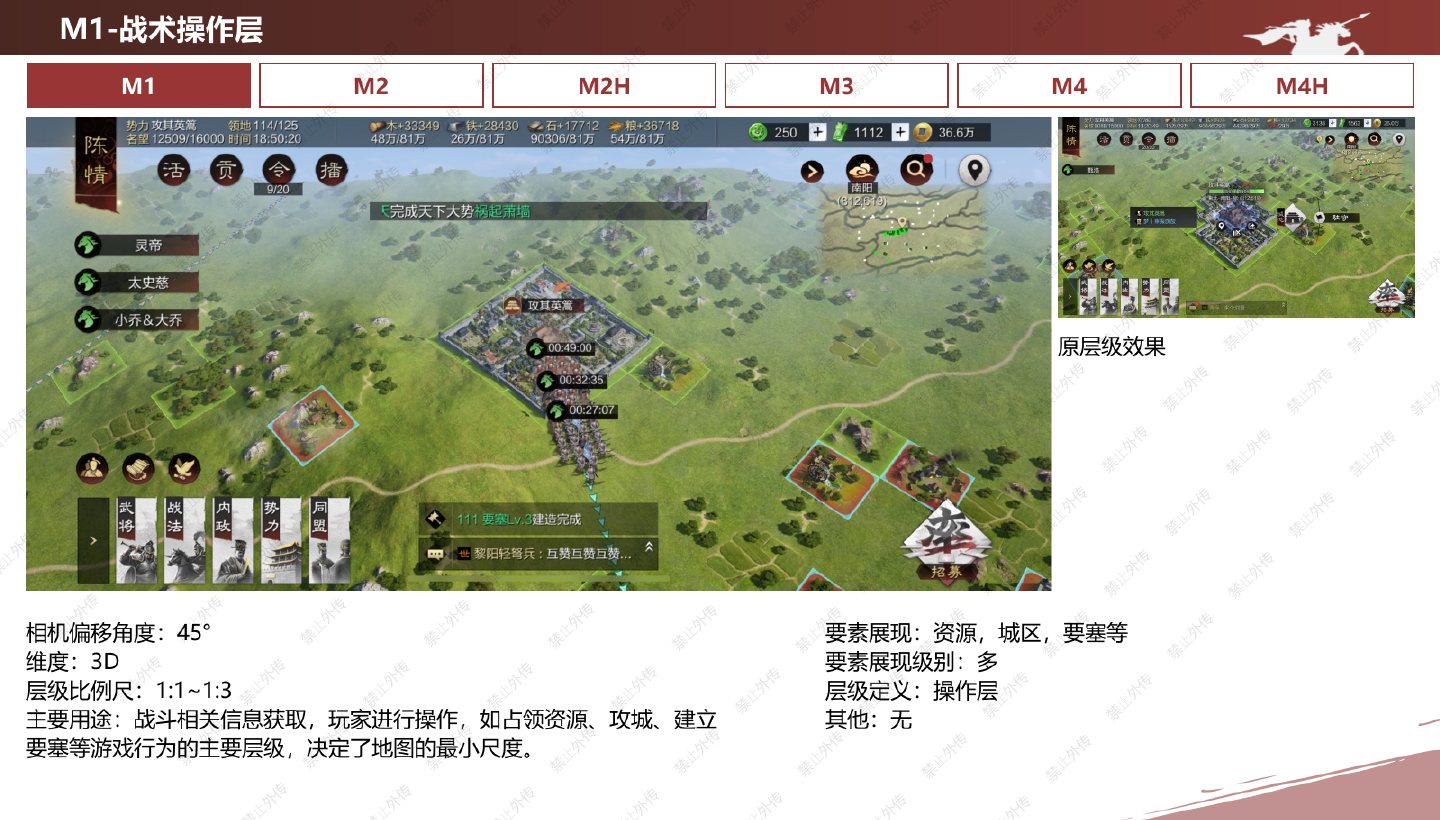 M1-战术操作层
M1
M2
M2H
M3
M4
M4H
陈情
势力 攻其英篱 领地 114/125
名望 12509/16000 时间 18:50:20
木+33349 铁+28430 石+17712 粮+36718
48万/81万 26万/81万 90306/81万 54万/81万
250 + 1112 + 36.6万
活 贡 令 播
9/20
南阳
(812,613)
完成天下大势祸起萧墙
灵帝
太史慈
小乔&大乔
攻其英篱
00:49:00
00:32:35
00:27:07
武将 战法 内政 势力 同盟
111 要塞Lv.3建造完成
世 黎阳轻弩兵：互赞互赞互赞...
率
招募
原层级效果
相机偏移角度：45°
维度：3D
层级比例尺：1:1~1:3
主要用途：战斗相关信息获取，玩家进行操作，如占领资源、攻城、建立
要塞等游戏行为的主要层级，决定了地图的最小尺度。
要素展现：资源，城区，要塞等
要素展现级别：多
层级定义：操作层
其他：无
禁止外传